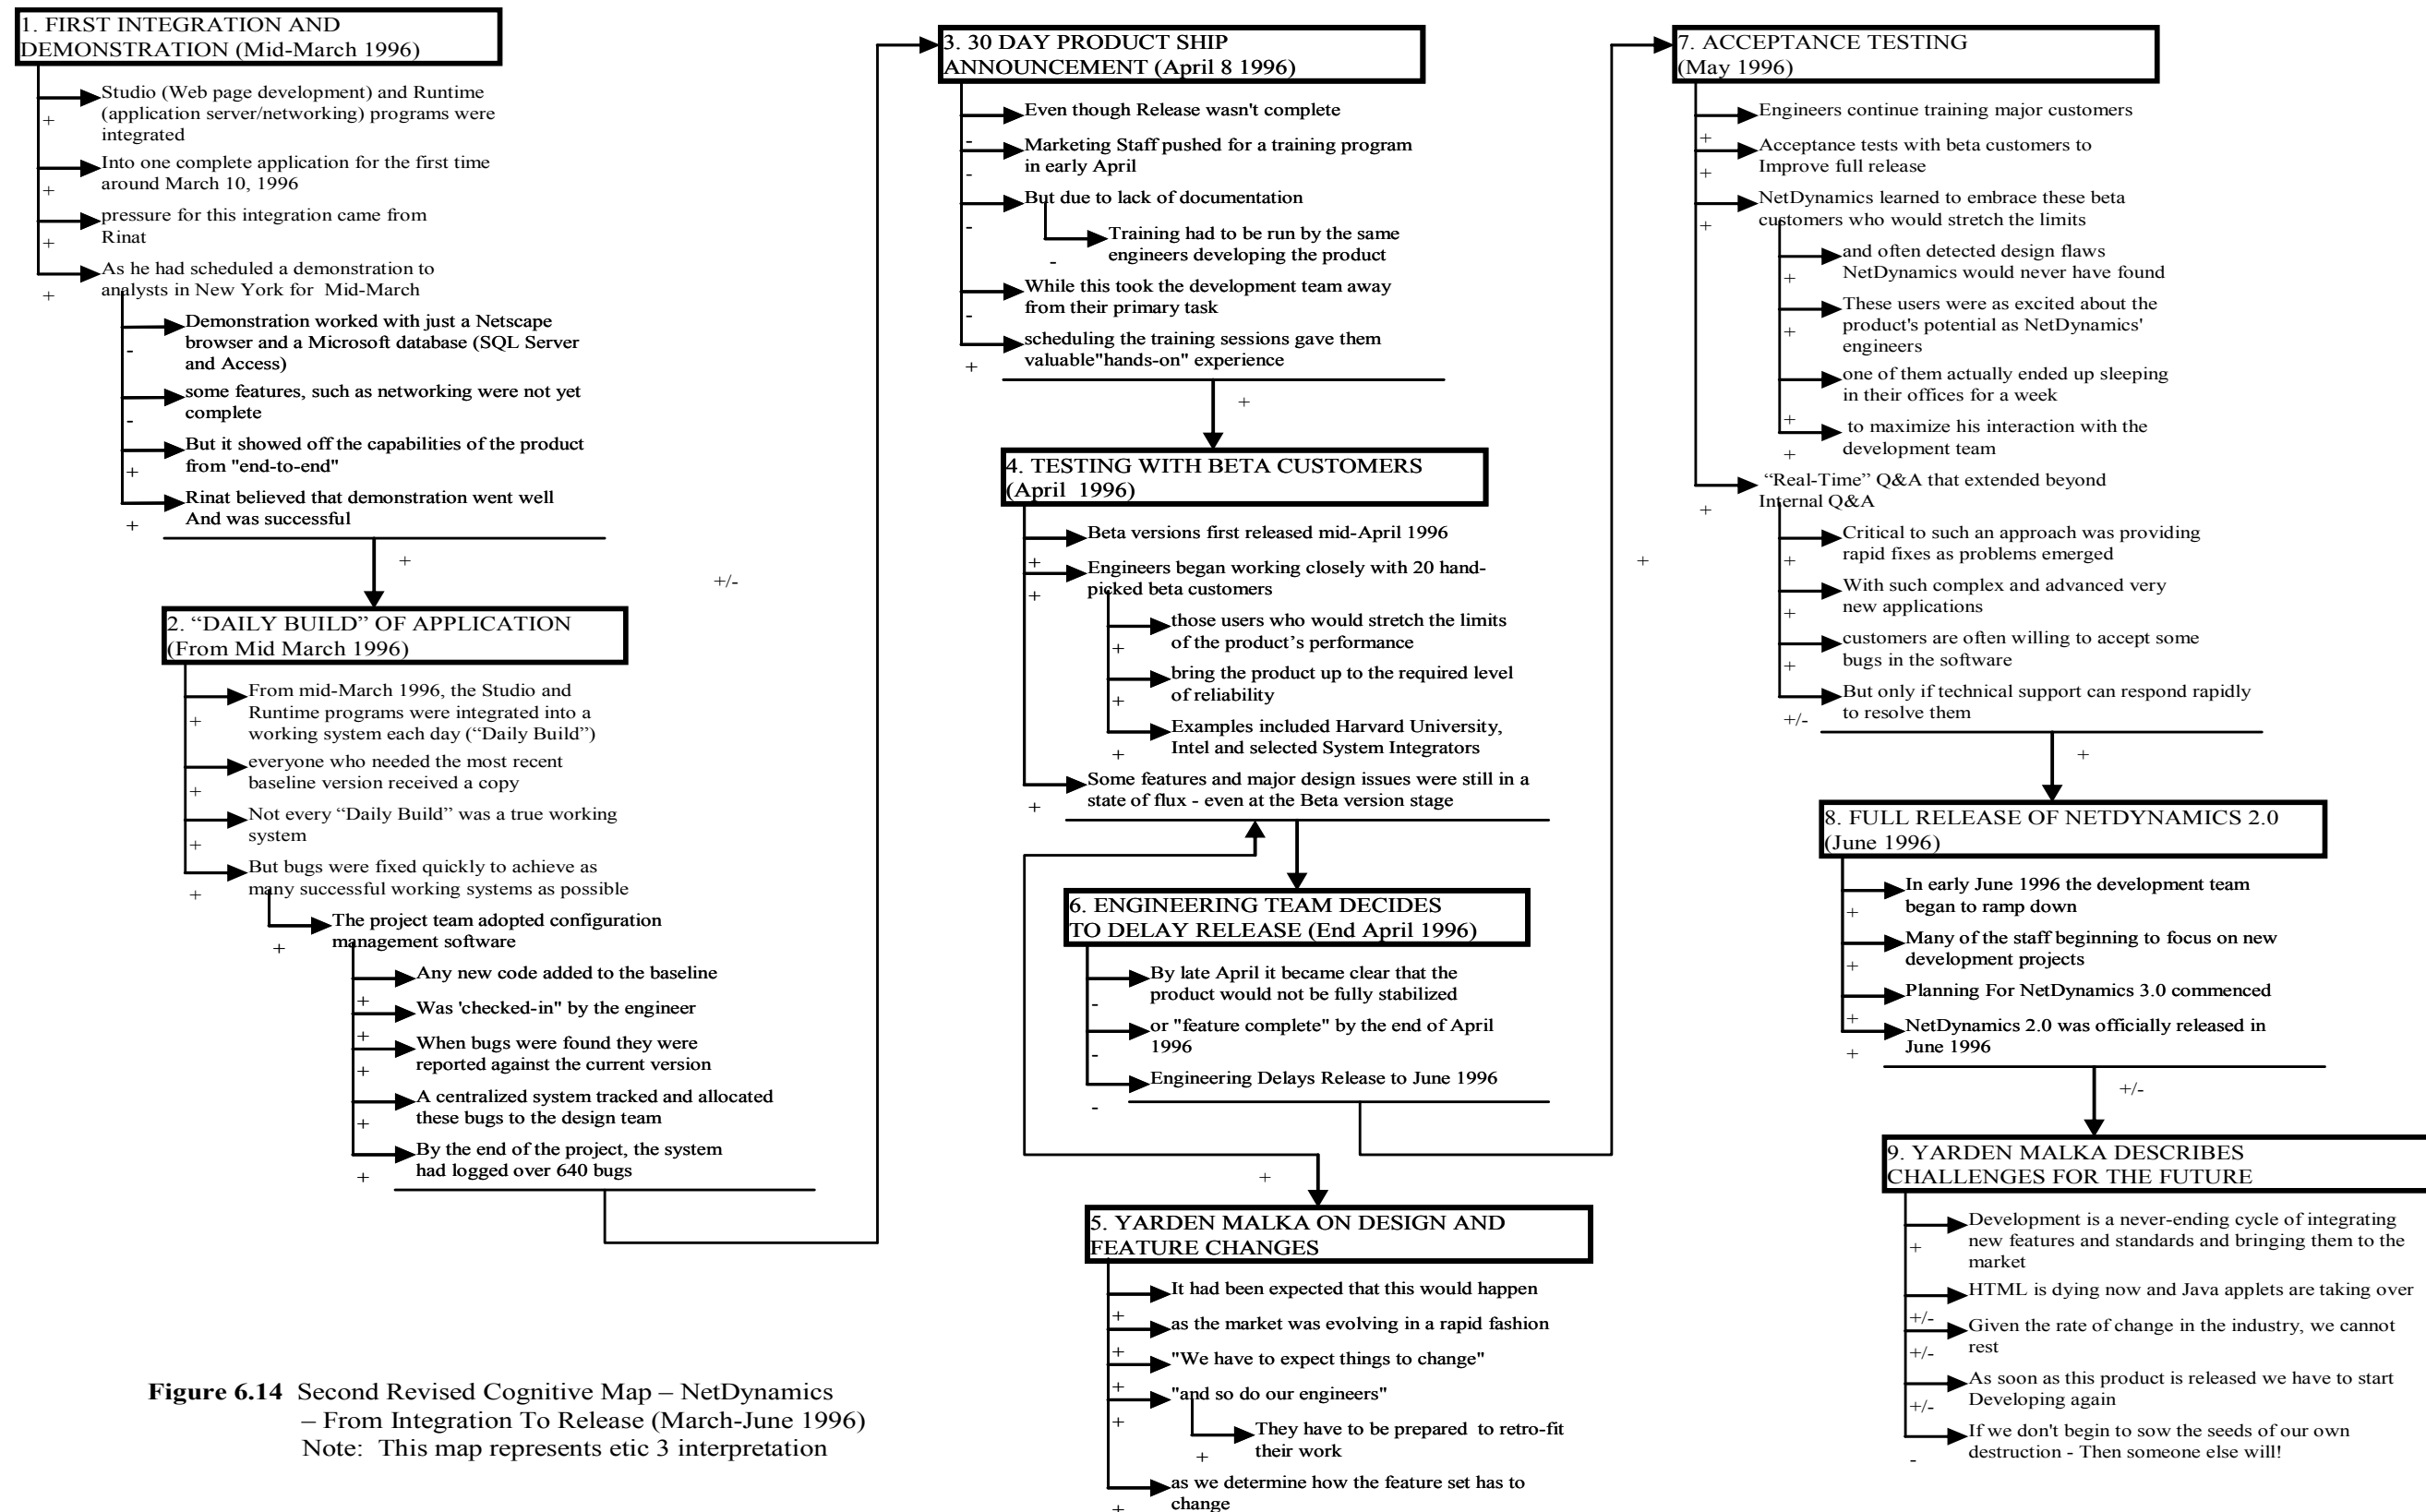 1. FIRST INTEGRATION AND
DEMONSTRATION (Mid-March 1996)
Studio (Web page development) and Runtime
(application server/networking) programs were
integrated
+
Into one complete application for the first time
around March 10, 1996
+
pressure for this integration came from
Rinat
+
As he had scheduled a demonstration to
analysts in New York for Mid-March
+
Demonstration worked with just a Netscape
browser and a Microsoft database (SQL Server
and Access)
-
some features, such as networking were not yet
complete
-
But it showed off the capabilities of the product
from "end-to-end"
+
Rinat believed that demonstration went well
And was successful
+
+
2. “DAILY BUILD” OF APPLICATION
(From Mid March 1996)
From mid-March 1996, the Studio and
Runtime programs were integrated into a
working system each day (“Daily Build”)
+
everyone who needed the most recent
baseline version received a copy
+
Not every “Daily Build” was a true working
system
+
But bugs were fixed quickly to achieve as
many successful working systems as possible
+
The project team adopted configuration
management software
+
Any new code added to the baseline
+
Was 'checked-in" by the engineer
+
When bugs were found they were
reported against the current version
+
A centralized system tracked and allocated
these bugs to the design team
+
By the end of the project, the system
had logged over 640 bugs
+
+/-
3. 30 DAY PRODUCT SHIP
ANNOUNCEMENT (April 8 1996)
Even though Release wasn't complete
-
Marketing Staff pushed for a training program
in early April
-
But due to lack of documentation
-
Training had to be run by the same
engineers developing the product
-
While this took the development team away
from their primary task
-
scheduling the training sessions gave them
valuable"hands-on" experience
+
+
4. TESTING WITH BETA CUSTOMERS
(April 1996)
Beta versions first released mid-April 1996
+
Engineers began working closely with 20 hand-
picked beta customers
+
those users who would stretch the limits
of the product’s performance
+
bring the product up to the required level
of reliability
+
Examples included Harvard University,
Intel and selected System Integrators
+
Some features and major design issues were still in a
state of flux - even at the Beta version stage
+
6. ENGINEERING TEAM DECIDES
TO DELAY RELEASE (End April 1996)
By late April it became clear that the
product would not be fully stabilized
-
or "feature complete" by the end of April
1996
-
Engineering Delays Release to June 1996
-
+
5. YARDEN MALKA ON DESIGN AND
FEATURE CHANGES
It had been expected that this would happen
+
as the market was evolving in a rapid fashion
+
"We have to expect things to change"
+
"and so do our engineers"
+
They have to be prepared to retro-fit
their work
+
as we determine how the feature set has to
change
+
+
7. ACCEPTANCE TESTING
(May 1996)
Engineers continue training major customers
+
Acceptance tests with beta customers to
Improve full release
+
NetDynamics learned to embrace these beta
customers who would stretch the limits
+
and often detected design flaws
NetDynamics would never have found
+
These users were as excited about the
product's potential as NetDynamics'
engineers
+
one of them actually ended up sleeping
in their offices for a week
+
to maximize his interaction with the
development team
+
“Real-Time” Q&A that extended beyond
Internal Q&A
+
Critical to such an approach was providing
rapid fixes as problems emerged
+
With such complex and advanced very
new applications
+
customers are often willing to accept some
bugs in the software
+
But only if technical support can respond rapidly
to resolve them
+/-
+
8. FULL RELEASE OF NETDYNAMICS 2.0
(June 1996)
In early June 1996 the development team
began to ramp down
+
Many of the staff beginning to focus on new
development projects
+
Planning For NetDynamics 3.0 commenced
+
NetDynamics 2.0 was officially released in
June 1996
+
+/-
9. YARDEN MALKA DESCRIBES
CHALLENGES FOR THE FUTURE
Development is a never-ending cycle of integrating
new features and standards and bringing them to the
market
+
HTML is dying now and Java applets are taking over
+/-
Given the rate of change in the industry, we cannot
rest
+/-
As soon as this product is released we have to start
Developing again
+/-
If we don't begin to sow the seeds of our own
destruction - Then someone else will!
-
Figure 6.14 Second Revised Cognitive Map – NetDynamics
– From Integration To Release (March-June 1996)
Note: This map represents etic 3 interpretation